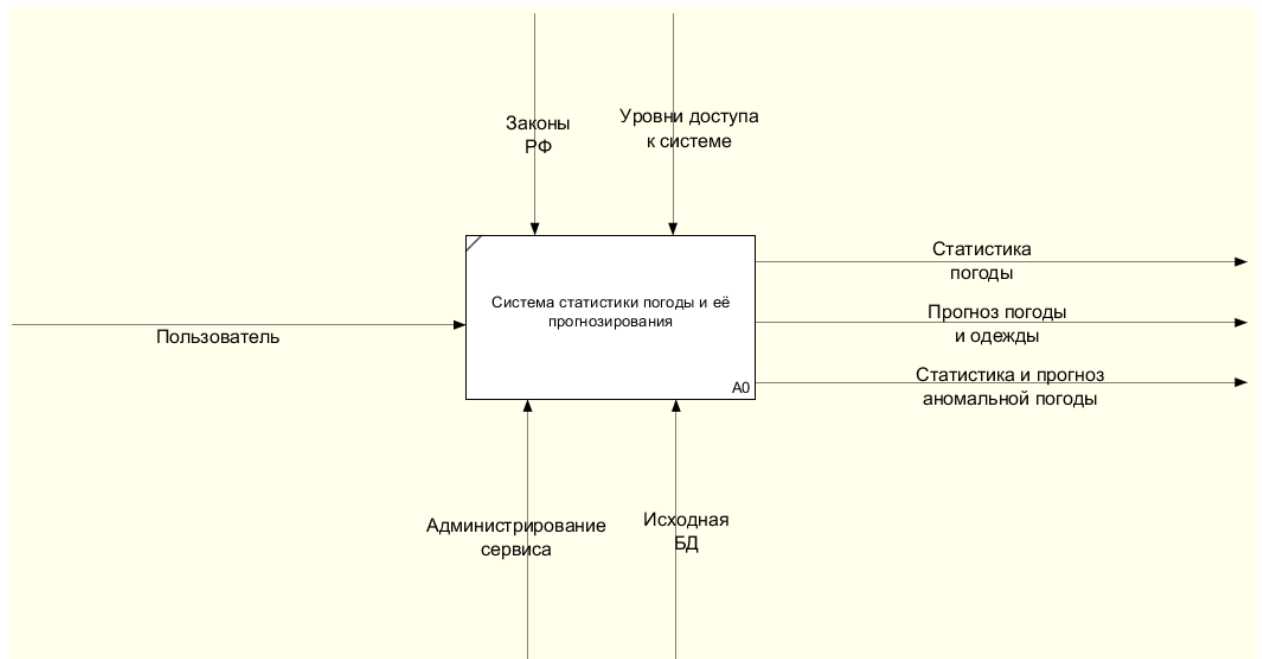 Законы
РФ
Уровни доступа
к системе
Статистика
погоды
Система статистики погоды и её
прогнозирования
Прогноз погоды
и одежды
Пользователь
Статистика и прогноз
аномальной погоды
A0
Администрирование
сервиса
Исходная
БД